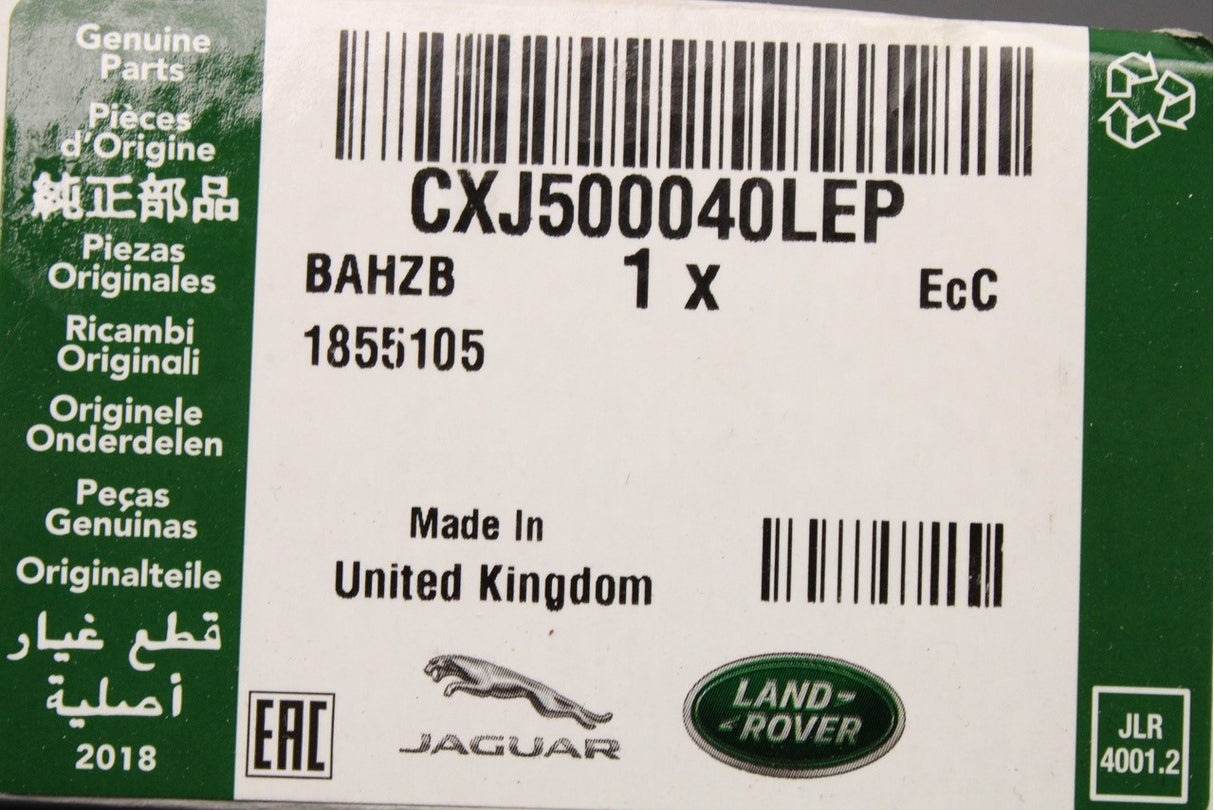 Genuine
Parts
Pièces
d'Origine
純正部品
Piezas
Originales
Ricambi
Originali
Originele
Onderdelen
Peças
Genuinas
Originalteile
قطع غيار
أصلية
2018
CXJ500040LEP
BAHZB 1 x EcC
1855105
Made In
United Kingdom
EAC
JAGUAR
LAND-
ROVER
JLR
4001.2